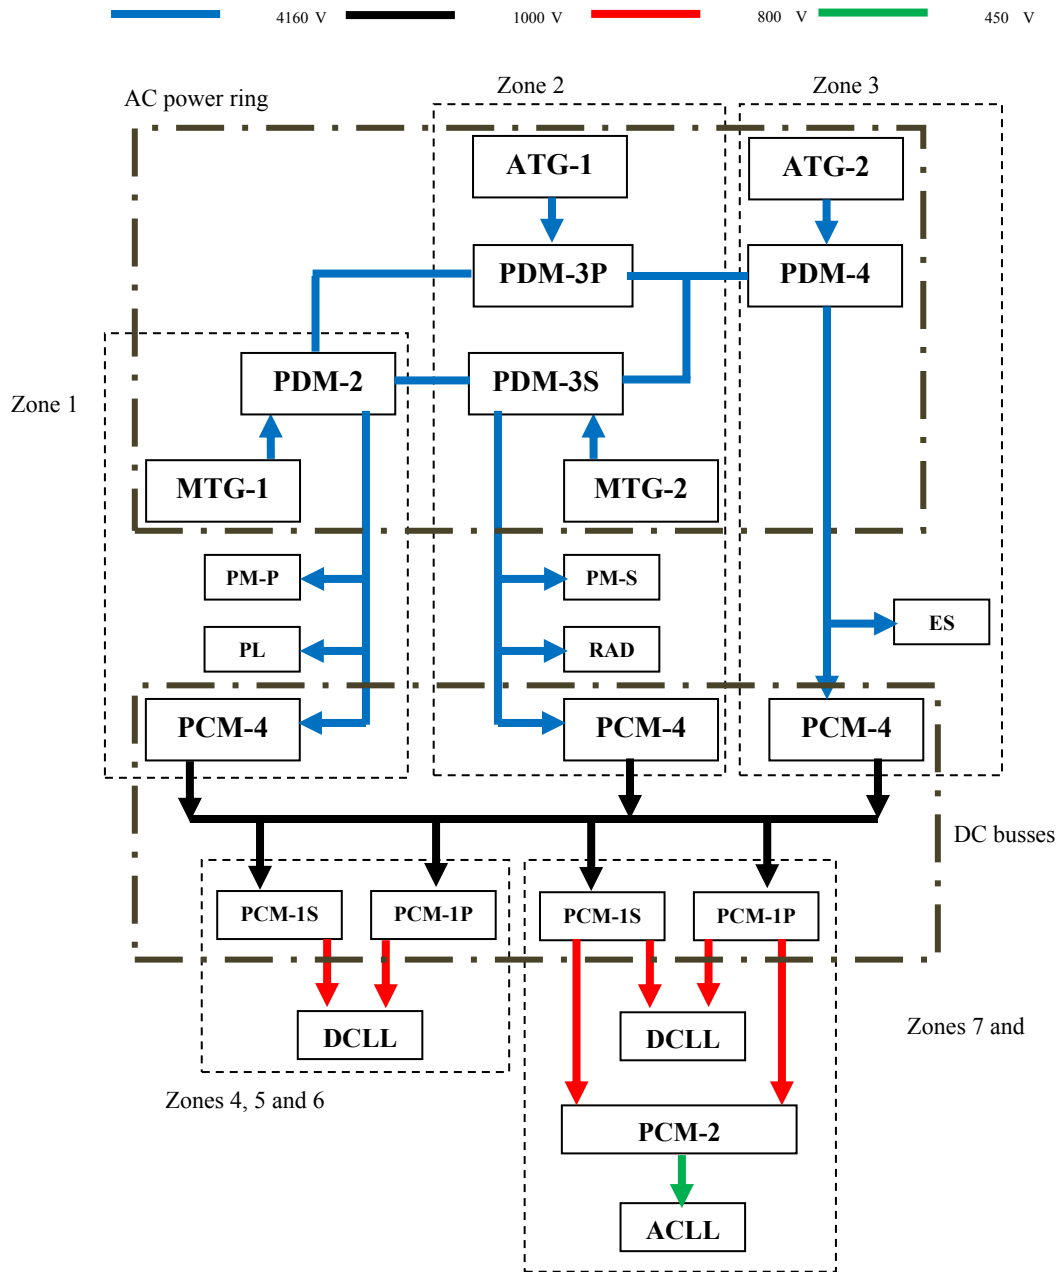 4160 V 1000 V 800 V 450 V
Zone 2 Zone 3
AC power ring
ATG-1 ATG-2
PDM-3P PDM-4
PDM-2 PDM-3S
Zone 1
MTG-1 MTG-2
PM-P PM-S
ES
PL RAD
PCM-4 PCM-4 PCM-4
DC busses
PCM-1S PCM-1P PCM-1S PCM-1P
Zones 7 and
DCLL DCLL
Zones 4, 5 and 6
PCM-2
ACLL